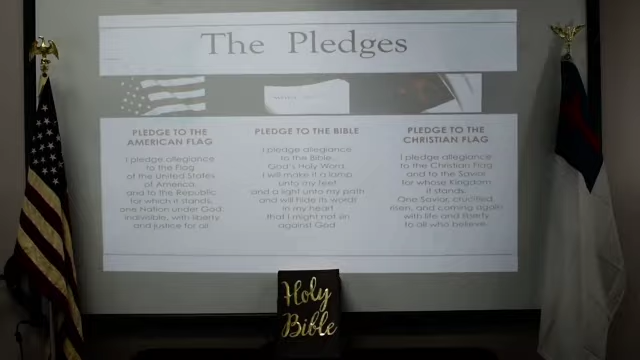 The Pledges
PLEDGE TO THE
AMERICAN FLAG
I pledge allegiance
to the Flag
of the United States
of America,
and to the Republic
for which it stands,
one Nation under God,
indivisible, with liberty
and justice for all.
PLEDGE TO THE BIBLE
I pledge allegiance
to the Bible,
God's Holy Word.
I will make it a lamp
unto my feet
and a light unto my path
and will hide its words
in my heart
that I might not sin
against God
PLEDGE TO THE
CHRISTIAN FLAG
I pledge allegiance
to the Christian Flag
and to the Savior
for whose Kingdom
it stands.
One Savior, crucified,
risen, and coming again
with life and liberty
to all who believe.
Holy
Bible